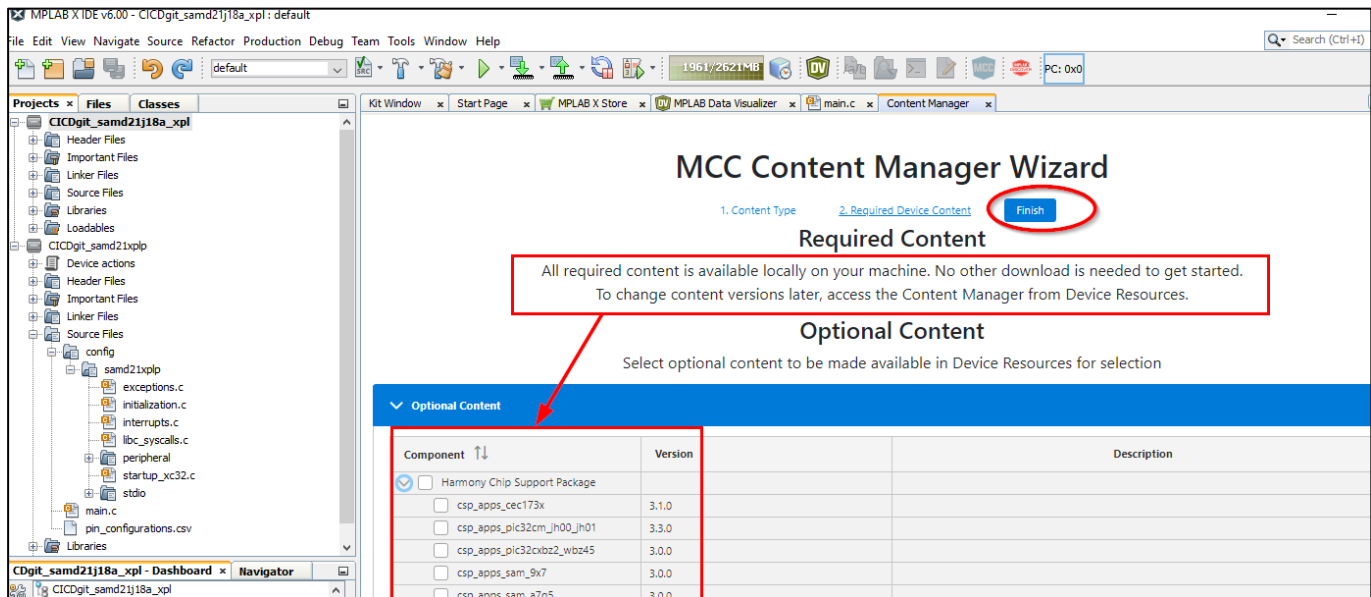 MPLAB X IDE v6.00 - CICDgit_samd21j18a_xpl : default
File Edit View Navigate Source Refactor Production Debug Team Tools Window Help
Search (Ctrl+I)
default
SRC
1961/2621MB
DV
MCC
PC: 0x0
Projects x Files Classes
Kit Window x Start Page x MPLAB X Store x DV MPLAB Data Visualizer x main.c x Content Manager x
CICDgit_samd21j18a_xpl
Header Files
Important Files
Linker Files
Source Files
Libraries
Loadables
CICDgit_samd21xplp
Device actions
Header Files
Important Files
Linker Files
Source Files
config
samd21xplp
exceptions.c
initialization.c
interrupts.c
libc_syscalls.c
peripheral
startup_xc32.c
stdio
main.c
pin_configurations.csv
Libraries
CDgit_samd21j18a_xpl - Dashboard x Navigator
CICDgit_samd21j18a_xpl
MCC Content Manager Wizard
1. Content Type 2. Required Device Content Finish
Required Content
All required content is available locally on your machine. No other download is needed to get started.
To change content versions later, access the Content Manager from Device Resources.
Optional Content
Select optional content to be made available in Device Resources for selection
Optional Content
Component Version Description
Harmony Chip Support Package
csp_apps_cec173x 3.1.0
csp_apps_pic32cm_jh00_jh01 3.3.0
csp_apps_pic32cxbz2_wbz45 3.0.0
csp_apps_sam_9x7 3.0.0
csp_apps_sam_a7g5 3.0.0